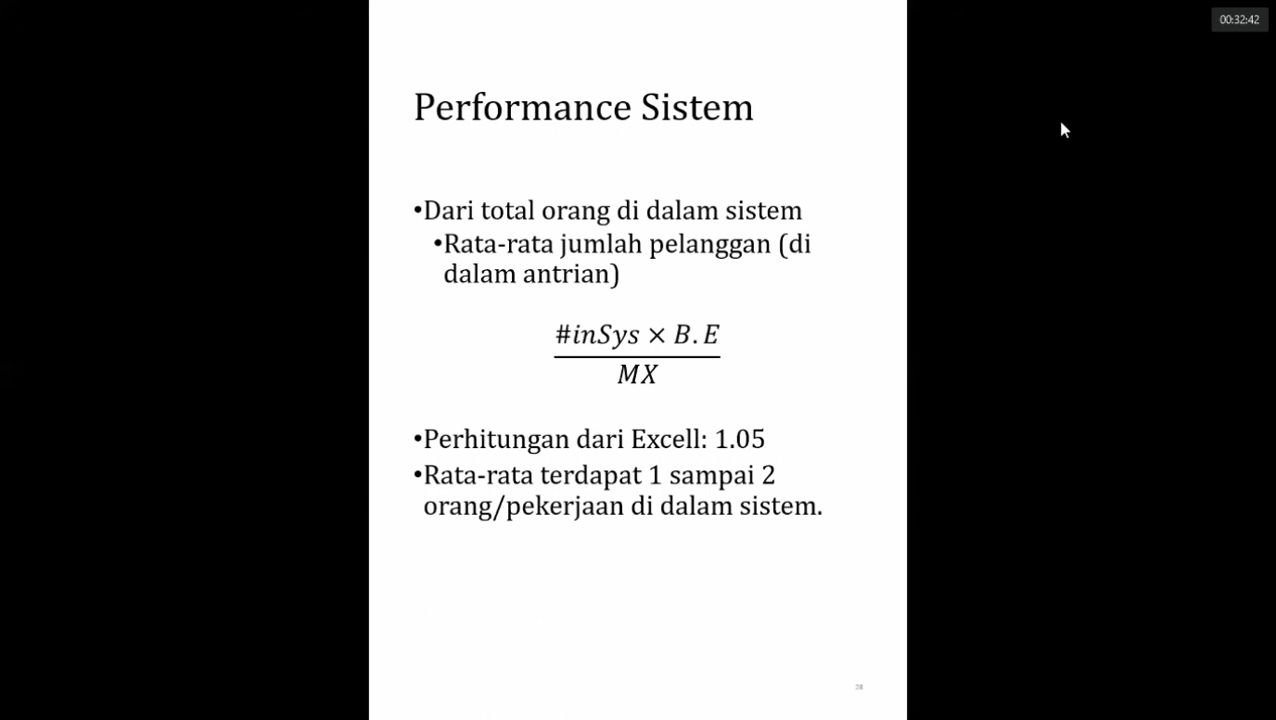 00:32:42
Performance Sistem
•Dari total orang di dalam sistem
•Rata-rata jumlah pelanggan (di
dalam antrian)
#inSys × B.E
MX
•Perhitungan dari Excell: 1.05
•Rata-rata terdapat 1 sampai 2
orang/pekerjaan di dalam sistem.
28